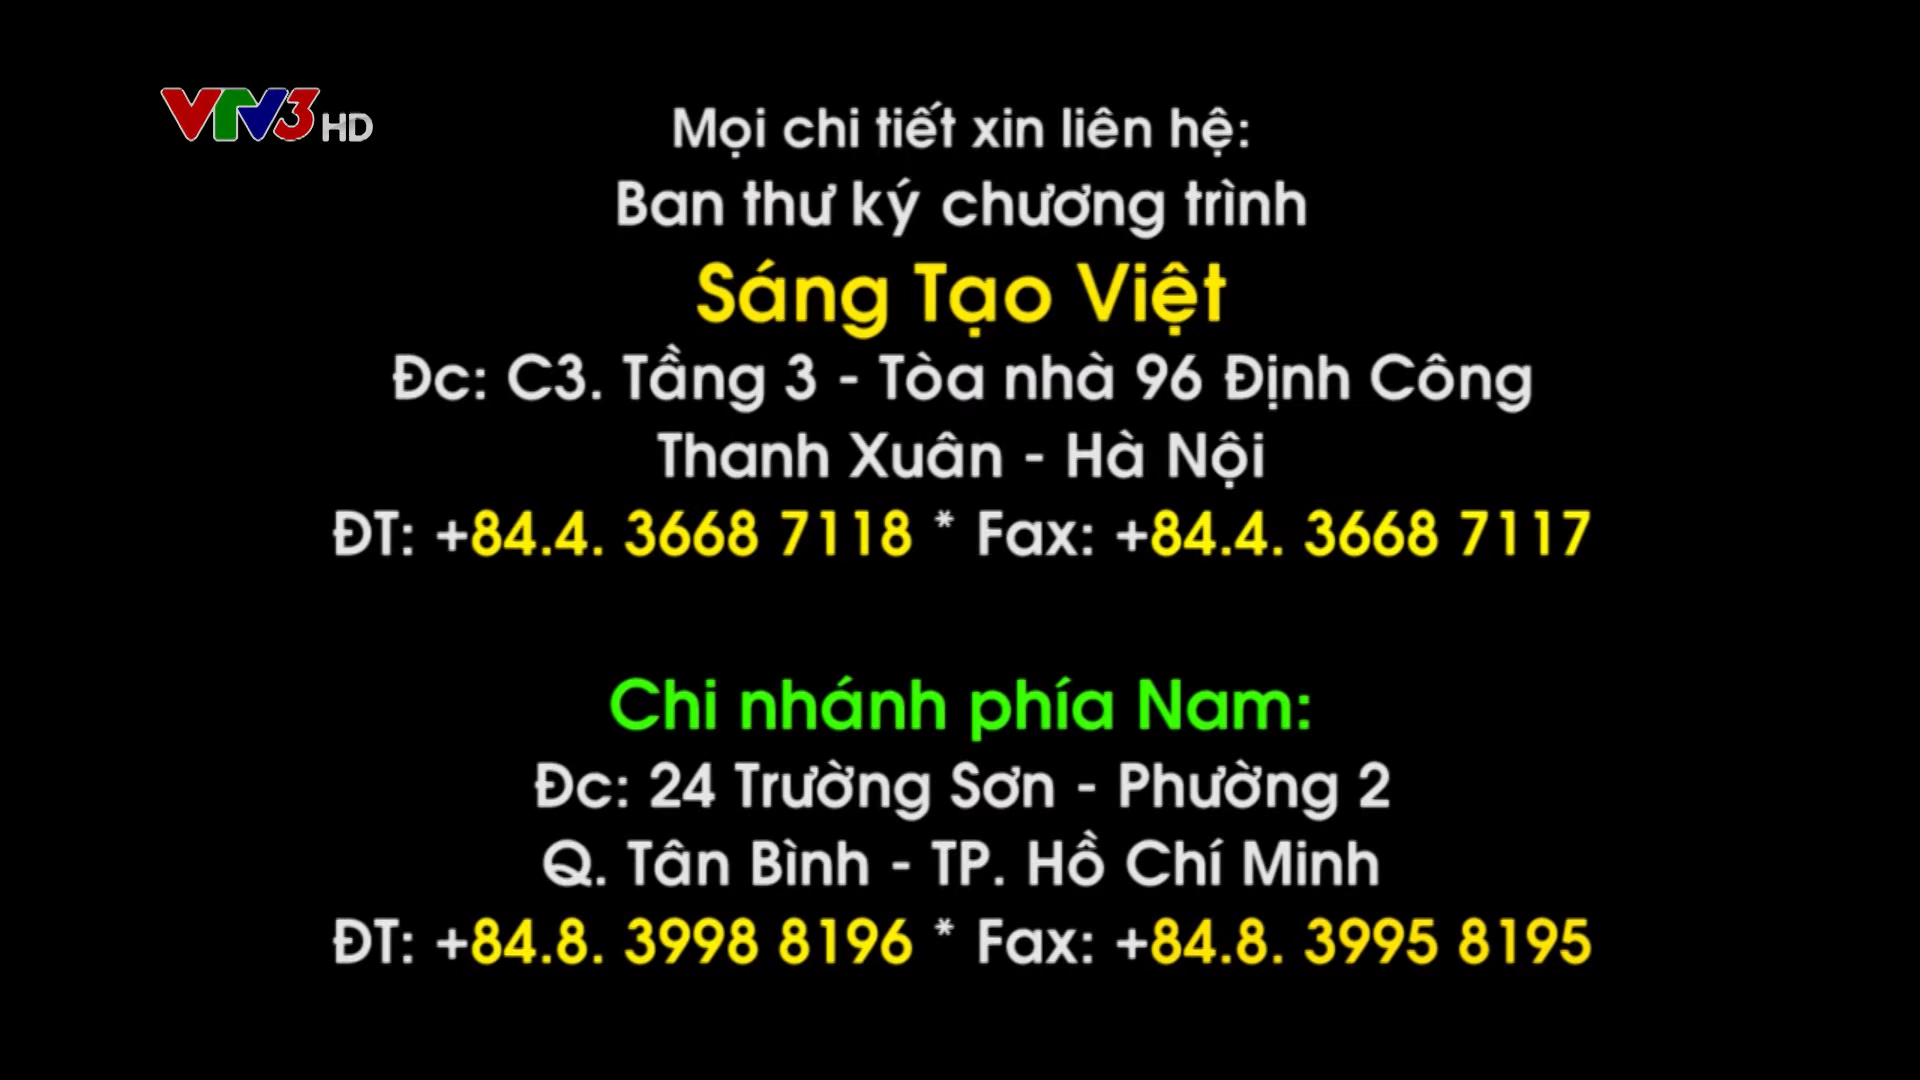 VTV3 HD
Mọi chi tiết xin liên hệ:
Ban thư ký chương trình
Sáng Tạo Việt
Đc: C3. Tầng 3 - Tòa nhà 96 Định Công
Thanh Xuân - Hà Nội
ĐT: +84.4. 3668 7118 * Fax: +84.4. 3668 7117
Chi nhánh phía Nam:
Đc: 24 Trường Sơn - Phường 2
Q. Tân Bình - TP. Hồ Chí Minh
ĐT: +84.8. 3998 8196 * Fax: +84.8. 3995 8195